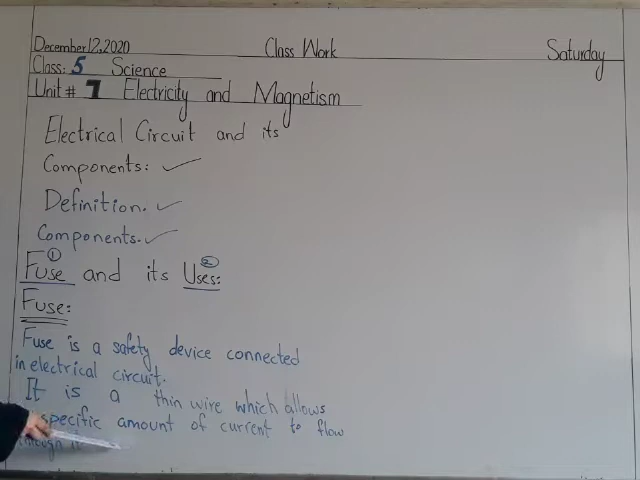 December 12, 2020 Class Work Saturday
Class: 5 Science
Unit # 7 Electricity and Magnetism
Electrical Circuit and its
Components: ✓
Definition. ✓
Components. ✓
① ②
Fuse and its Uses:
Fuse:
Fuse is a safety device connected
in electrical circuit.
It is a thin wire which allows
specific amount of current to flow
through it